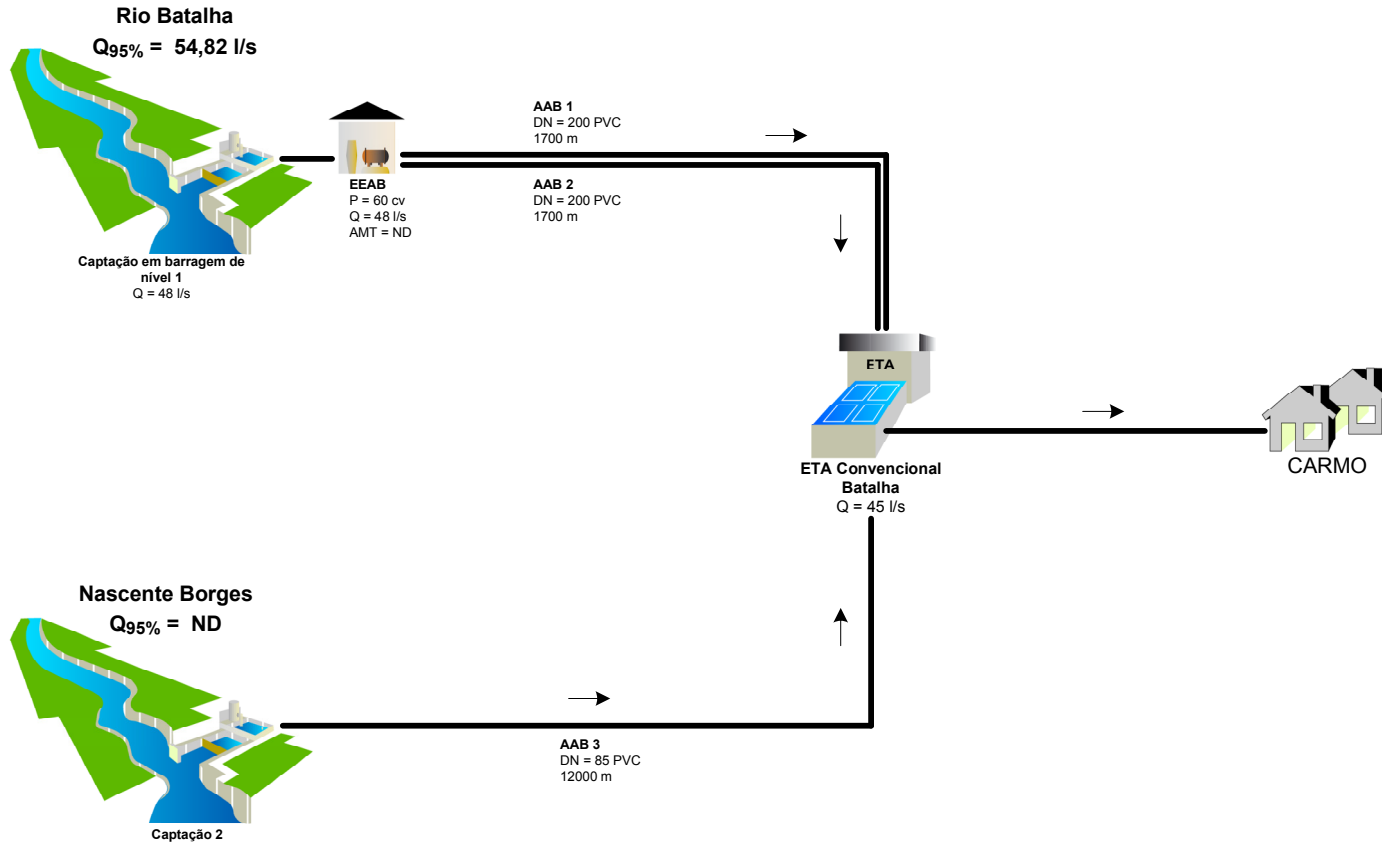 Rio Batalha
Q95% = 54,82 l/s
AAB 1
DN = 200 PVC
1700 m
AAB 2
DN = 200 PVC
1700 m
EEAB
P = 60 cv
Q = 48 l/s
AMT = ND
Captação em barragem de
nível 1
Q = 48 l/s
ETA
ETA Convencional
Batalha
Q = 45 l/s
CARMO
Nascente Borges
Q95% = ND
AAB 3
DN = 85 PVC
12000 m
Captação 2